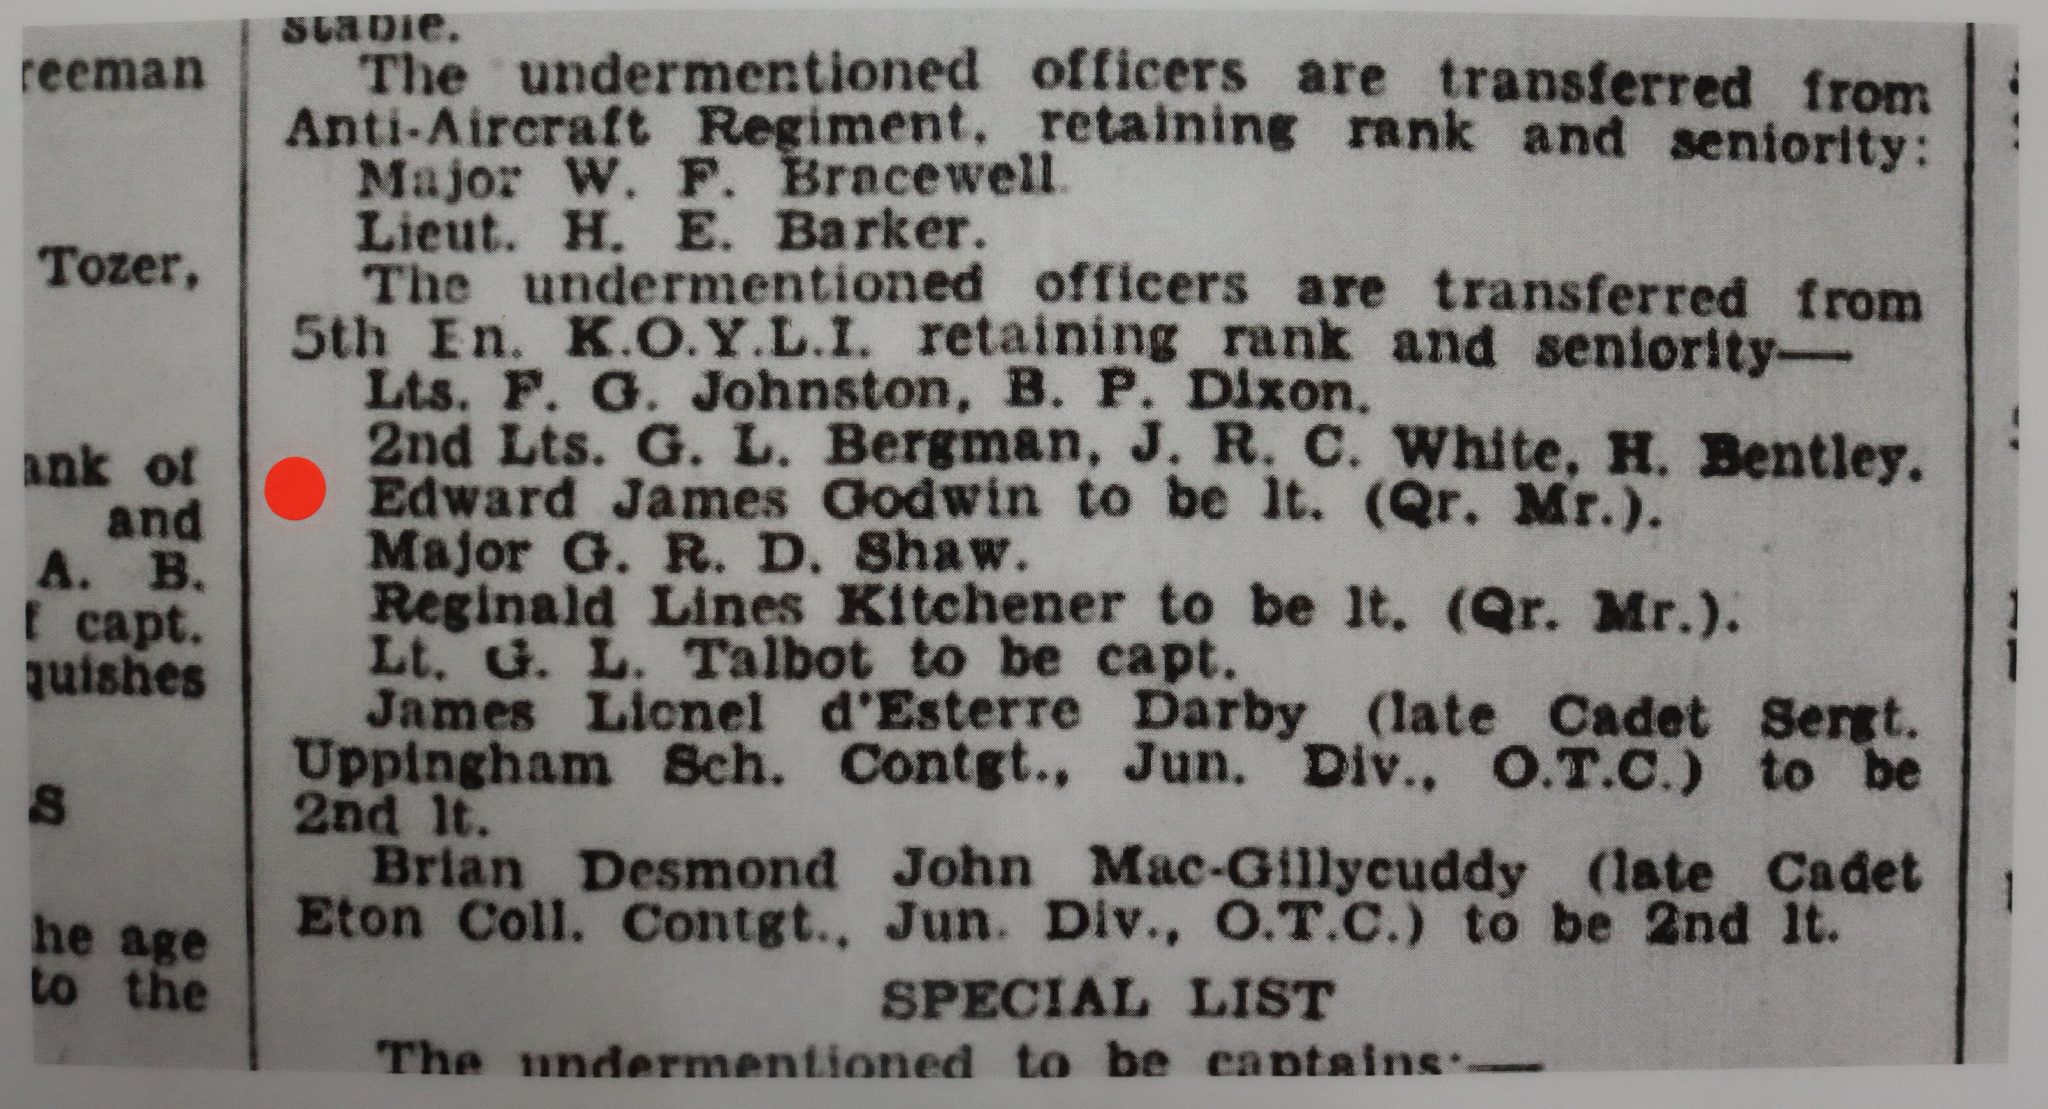 stable.
The undermentioned officers are transferred from
Anti-Aircraft Regiment, retaining rank and seniority:
Major W. F. Bracewell.
Lieut. H. E. Barker.
The undermentioned officers are transferred from
5th Bn. K.O.Y.L.I. retaining rank and seniority—
Lts. F. G. Johnston, B. P. Dixon.
2nd Lts. G. L. Bergman, J. R. C. White, H. Bentley.
Edward James Godwin to be lt. (Qr. Mr.).
Major G. R. D. Shaw.
Reginald Lines Kitchener to be lt. (Qr. Mr.).
Lt. G. L. Talbot to be capt.
James Lionel d'Esterre Darby (late Cadet Sergt.
Uppingham Sch. Contgt., Jun. Div., O.T.C.) to be
2nd lt.
Brian Desmond John Mac-Gillycuddy (late Cadet
Eton Coll. Contgt., Jun. Div., O.T.C.) to be 2nd lt.
SPECIAL LIST
The undermentioned to be captains:—
reeman
Tozer,
ank of
and
A. B.
capt.
quishes
S
he age
to the